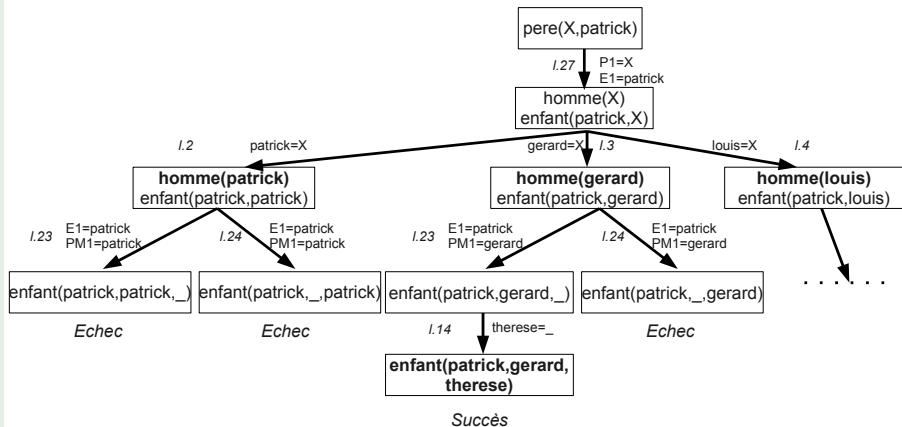 pere(X,patrick)
l.27
P1=X
E1=patrick
homme(X)
enfant(patrick,X)
l.2
patrick=X
gerard=X
l.3
louis=X
l.4
homme(patrick)
enfant(patrick,patrick)
homme(gerard)
enfant(patrick,gerard)
homme(louis)
enfant(patrick,louis)
l.23
E1=patrick
PM1=patrick
l.24
E1=patrick
PM1=patrick
l.23
E1=patrick
PM1=gerard
l.24
E1=patrick
PM1=gerard
enfant(patrick,patrick,_)
enfant(patrick,_,patrick)
enfant(patrick,gerard,_)
enfant(patrick,_,gerard)
. . . . . .
Echec
Echec
Echec
l.14
therese=_
enfant(patrick,gerard,
therese)
Succès